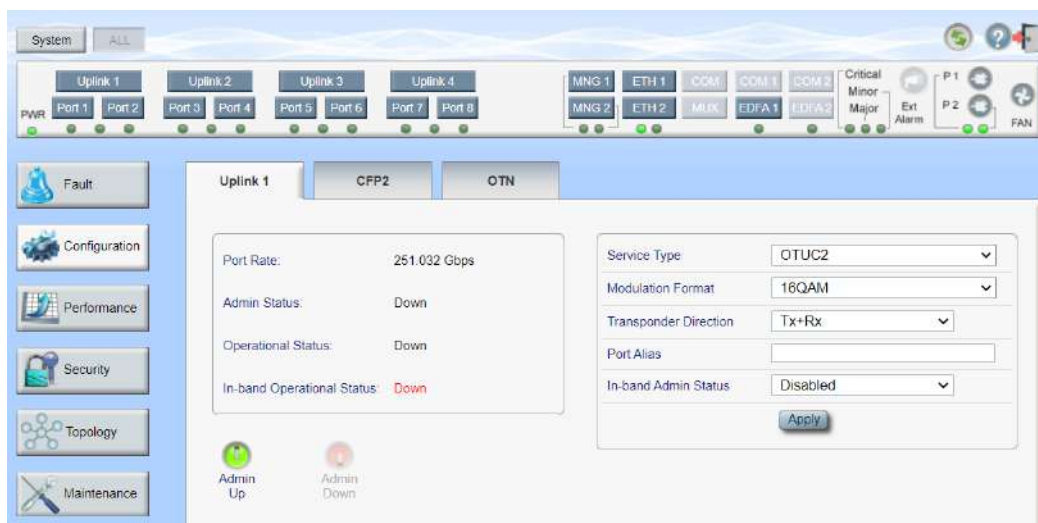 System ALL
Uplink 1 Uplink 2 Uplink 3 Uplink 4 MNG 1 ETH 1 COM COM 1 COM 2 Critical P1
Minor
PWR Port 1 Port 2 Port 3 Port 4 Port 5 Port 6 Port 7 Port 8 MNG 2 ETH 2 MUX EDFA 1 EDFA 2 Major Ext Alarm P2 FAN
Fault
Configuration
Performance
Security
Topology
Maintenance
Uplink 1 CFP2 OTN
Port Rate: 251.032 Gbps
Admin Status: Down
Operational Status: Down
In-band Operational Status: Down
Admin Up
Admin Down
Service Type OTUC2
Modulation Format 16QAM
Transponder Direction Tx+Rx
Port Alias
In-band Admin Status Disabled
Apply